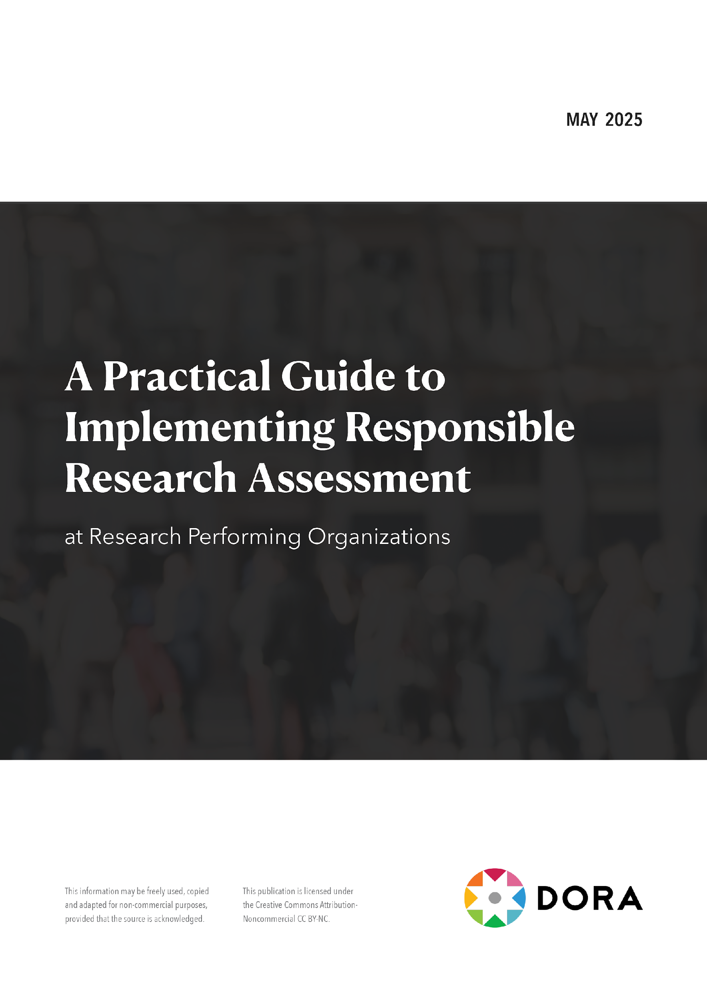 MAY 2025
A Practical Guide to
Implementing Responsible
Research Assessment
at Research Performing Organizations
This information may be freely used, copied
and adapted for non-commercial purposes,
provided that the source is acknowledged.
This publication is licensed under
the Creative Commons Attribution-
Noncommercial CC BY-NC.
DORA